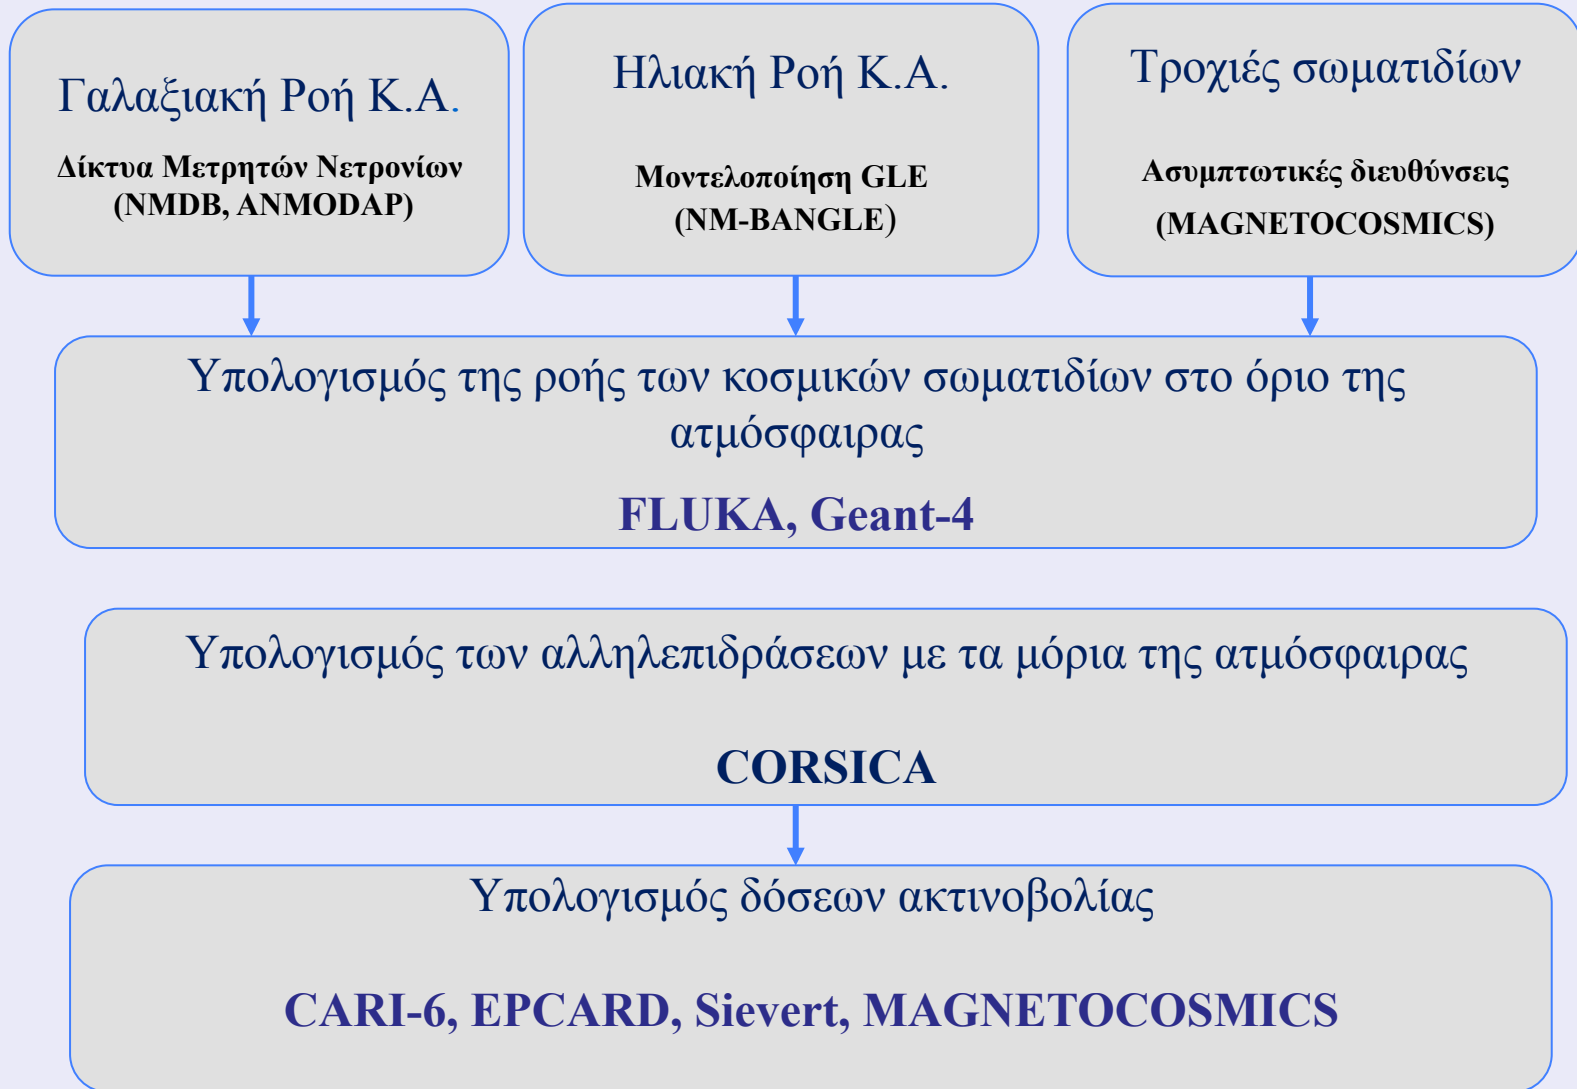 Γαλαξιακή Ροή Κ.Α.
Δίκτυα Μετρητών Νετρονίων
(NMDB, ANMODAP)
Ηλιακή Ροή Κ.Α.
Μοντελοποίηση GLE
(NM-BANGLE)
Τροχιές σωματιδίων
Ασυμπτωτικές διευθύνσεις
(MAGNETOCOSMICS)
Υπολογισμός της ροής των κοσμικών σωματιδίων στο όριο της
ατμόσφαιρας
FLUKA, Geant-4
Υπολογισμός των αλληλεπιδράσεων με τα μόρια της ατμόσφαιρας
CORSICA
Υπολογισμός δόσεων ακτινοβολίας
CARI-6, EPCARD, Sievert, MAGNETOCOSMICS